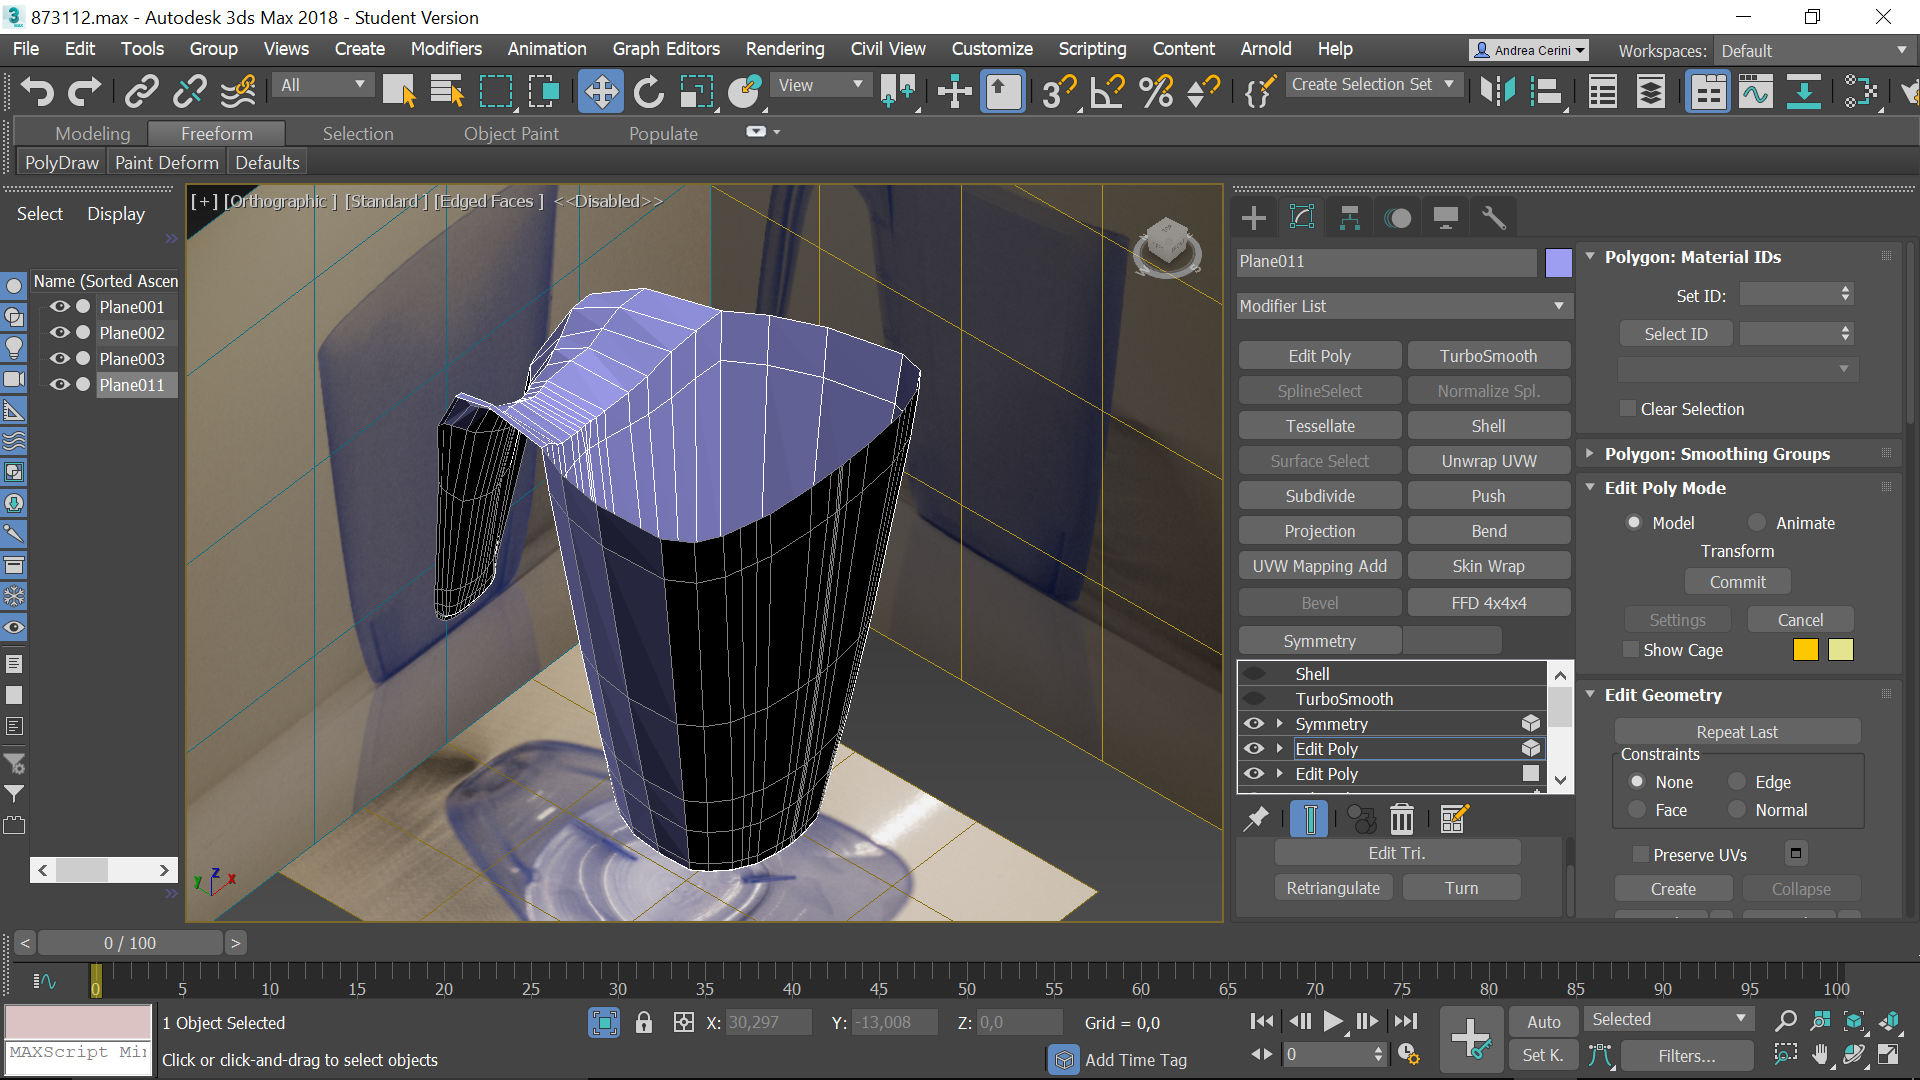 873112.max - Autodesk 3ds Max 2018 - Student Version
File Edit Tools Group Views Create Modifiers Animation Graph Editors Rendering Civil View Customize Scripting Content Arnold Help
Andrea Cerini
Workspaces: Default
All
View
Create Selection Set
Modeling Freeform Selection Object Paint Populate
PolyDraw Paint Deform Defaults
Select Display
Name (Sorted Ascen
Plane001
Plane002
Plane003
Plane011
[+] [Orthographic ] [Standard ] [Edged Faces ] <<Disabled>>
Plane011
Modifier List
Edit Poly TurboSmooth
SplineSelect Normalize Spl.
Tessellate Shell
Surface Select Unwrap UVW
Subdivide Push
Projection Bend
UVW Mapping Add Skin Wrap
Bevel FFD 4x4x4
Symmetry
Shell
TurboSmooth
Symmetry
Edit Poly
Edit Poly
Edit Tri.
Retriangulate Turn
Polygon: Material IDs
Set ID:
Select ID
Clear Selection
Polygon: Smoothing Groups
Edit Poly Mode
Model Animate
Transform
Commit
Settings Cancel
Show Cage
Edit Geometry
Repeat Last
Constraints
None Edge
Face Normal
Preserve UVs
Create Collapse
z
y x
< 0 / 100 >
0 5 10 15 20 25 30 35 40 45 50 55 60 65 70 75 80 85 90 95 100
1 Object Selected
X: 30,297 Y: -13,008 Z: 0,0 Grid = 0,0
MAXScript Mi
Click or click-and-drag to select objects
Add Time Tag
0
Auto Selected
Set K. Filters...